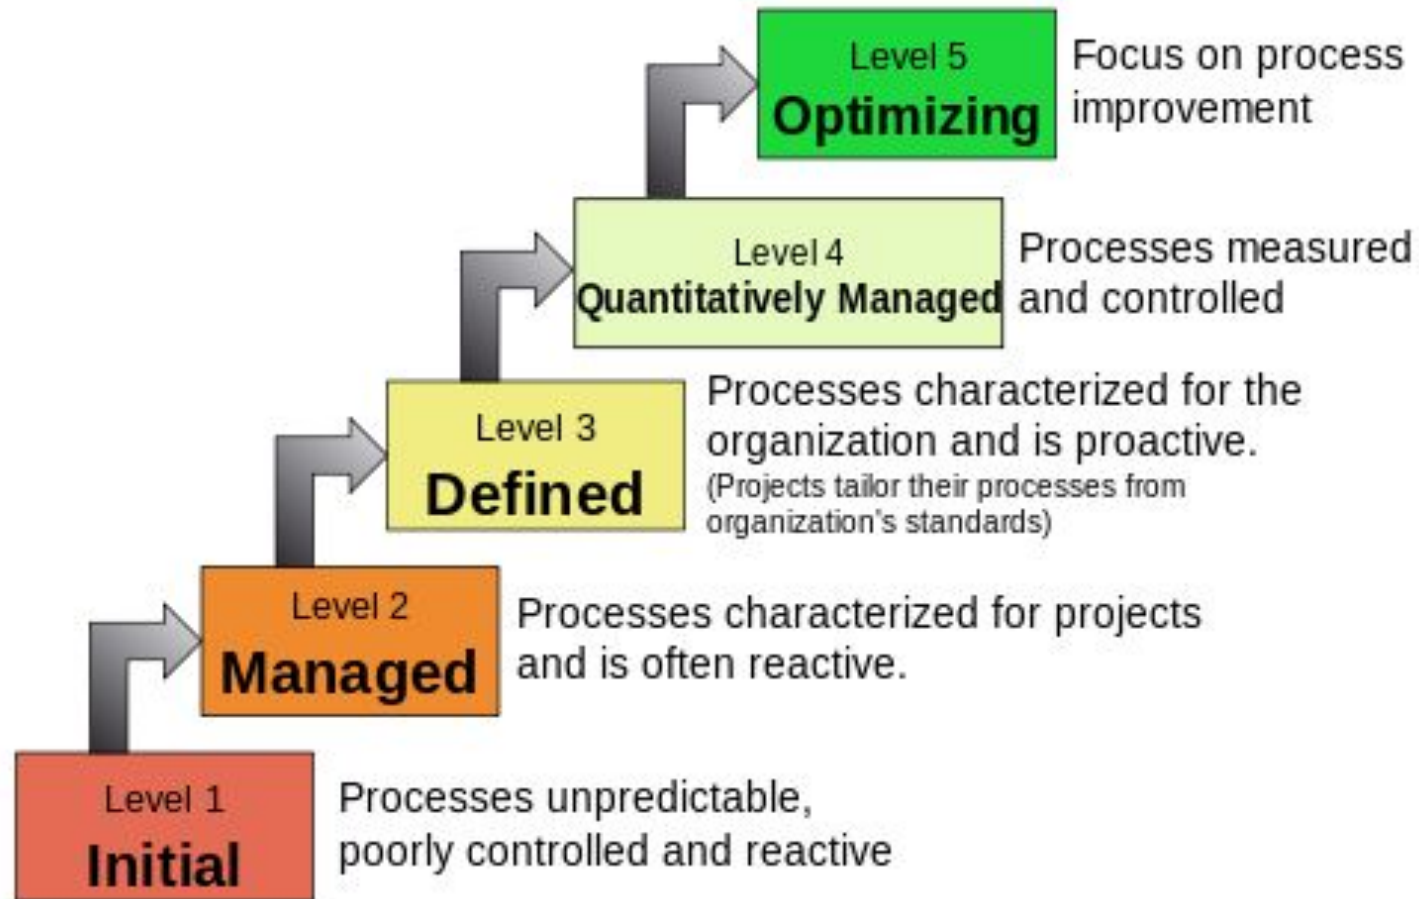 Level 5
Optimizing
Focus on process
improvement
Level 4
Quantitatively Managed
Processes measured
and controlled
Level 3
Defined
Processes characterized for the
organization and is proactive.
(Projects tailor their processes from
organization's standards)
Level 2
Managed
Processes characterized for projects
and is often reactive.
Level 1
Initial
Processes unpredictable,
poorly controlled and reactive